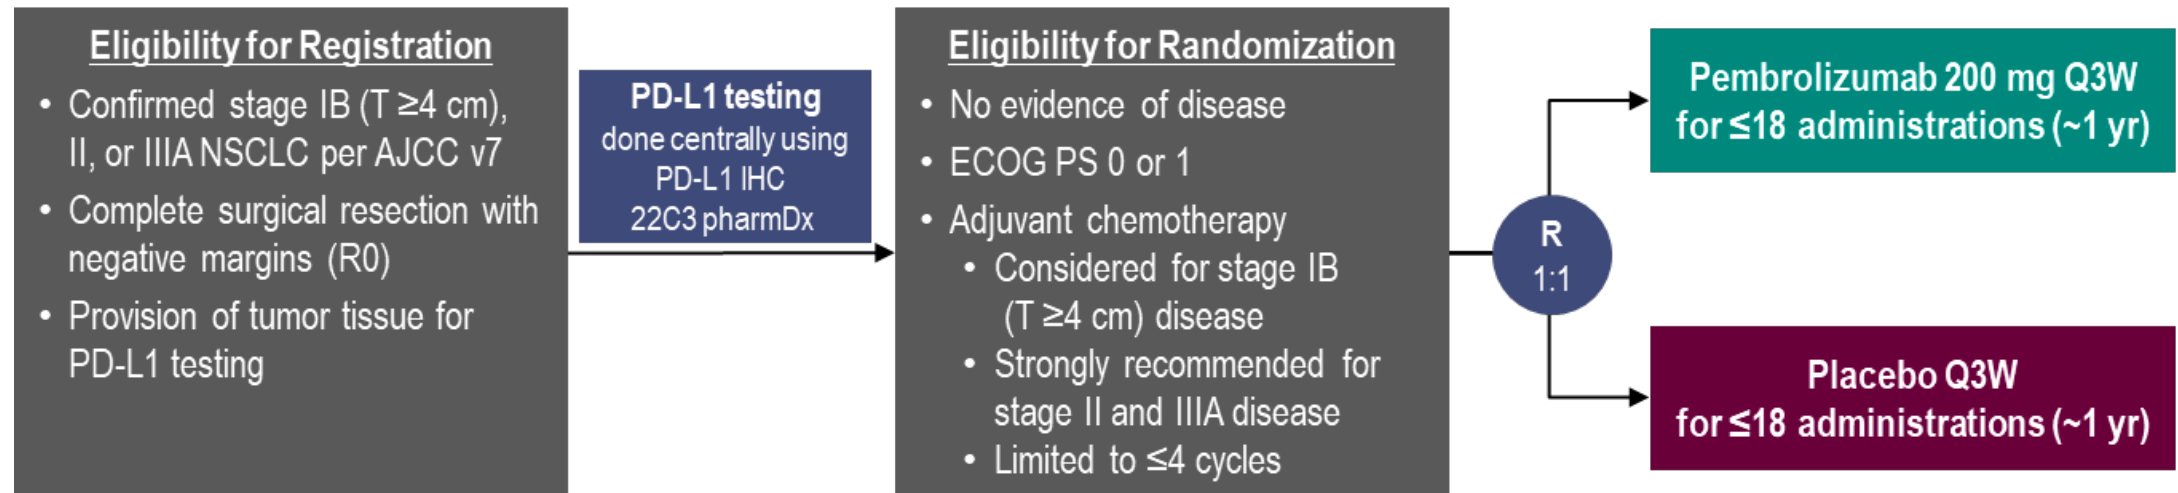 Eligibility for Registration
• Confirmed stage IB (T ≥4 cm),
II, or IIIA NSCLC per AJCC v7
• Complete surgical resection with
negative margins (R0)
• Provision of tumor tissue for
PD-L1 testing
PD-L1 testing
done centrally using
PD-L1 IHC
22C3 pharmDx
Eligibility for Randomization
• No evidence of disease
• ECOG PS 0 or 1
• Adjuvant chemotherapy
• Considered for stage IB
(T ≥4 cm) disease
• Strongly recommended for
stage II and IIIA disease
• Limited to ≤4 cycles
R
1:1
Pembrolizumab 200 mg Q3W
for ≤18 administrations (~1 yr)
Placebo Q3W
for ≤18 administrations (~1 yr)